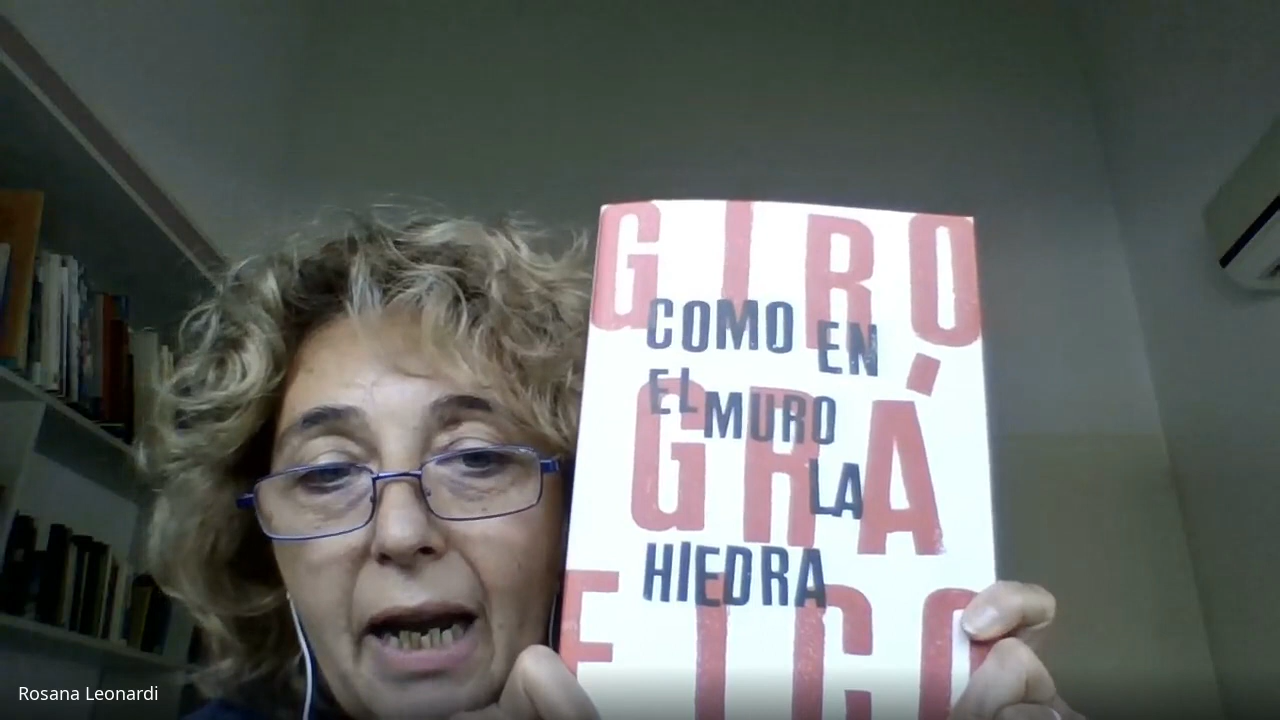 GIRO
COMO EN
EL MURO
GRÁ
LA
HIEDRA
FICO
Rosana Leonardi